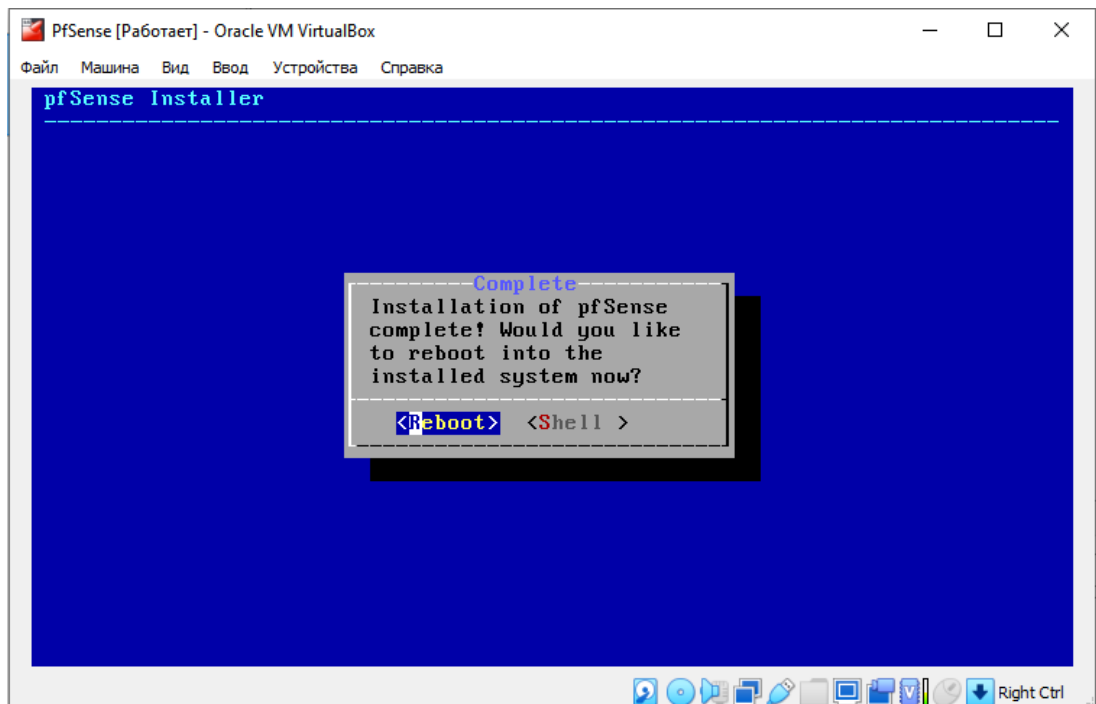 PfSense [Работает] - Oracle VM VirtualBox
Файл Машина Вид Ввод Устройства Справка
pfSense Installer
Complete
Installation of pfSense
complete! Would you like
to reboot into the
installed system now?
<Reboot> <Shell >
Right Ctrl